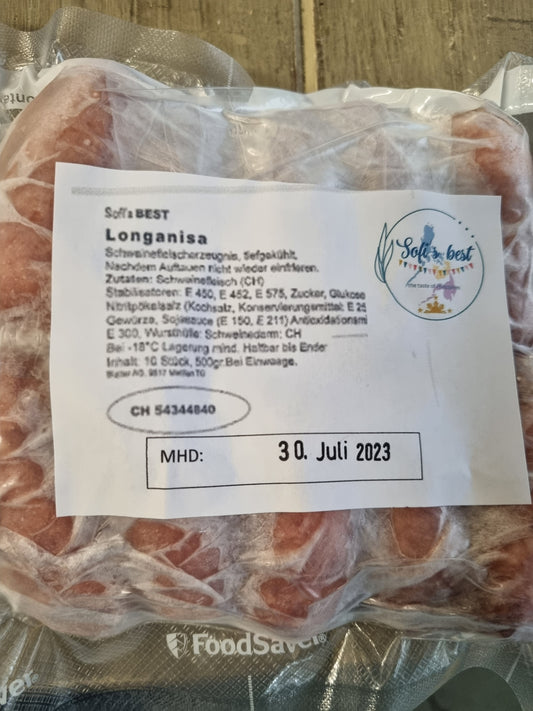 Sofi's BEST
Longanisa
Schweinefleischerzeugnis, tiefgekühlt.
Nachdem Auftauen nicht wieder einfrieren.
Zutaten: Schweinefleisch (CH)
Stabilisatoren: E 450, E 452, E 575, Zucker, Glukose
Nitritpökelsalz (Kochsalz, Konservierungsmittel: E 25
Gewürze, Sojasauce (E 150, E 211) Antioxidationsmi
E 300, Wursthülle: Schweinedarm: CH
Bei -18°C Lagerung mind. Haltbar bis Ende
Inhalt: 10 Stück, 500gr.Bei Einwaage.
CH 54344840
MHD: 30. Juli 2023
Sofi's best
FoodSaver®
ver®